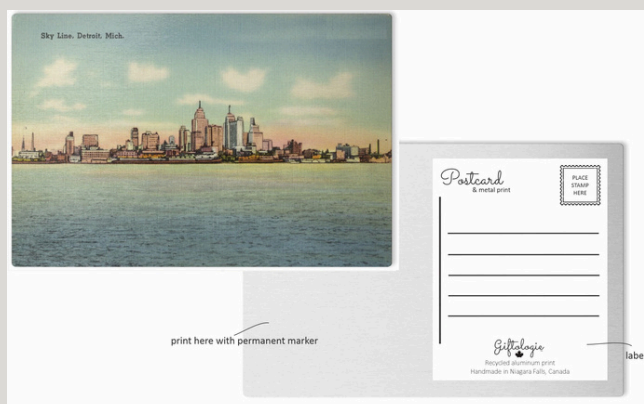 Sky Line, Detroit, Mich.
Postcard
& metal print
PLACE
STAMP
HERE
print here with permanent marker
Giftologie
Recycled aluminum print
Handmade in Niagara Falls, Canada
labe